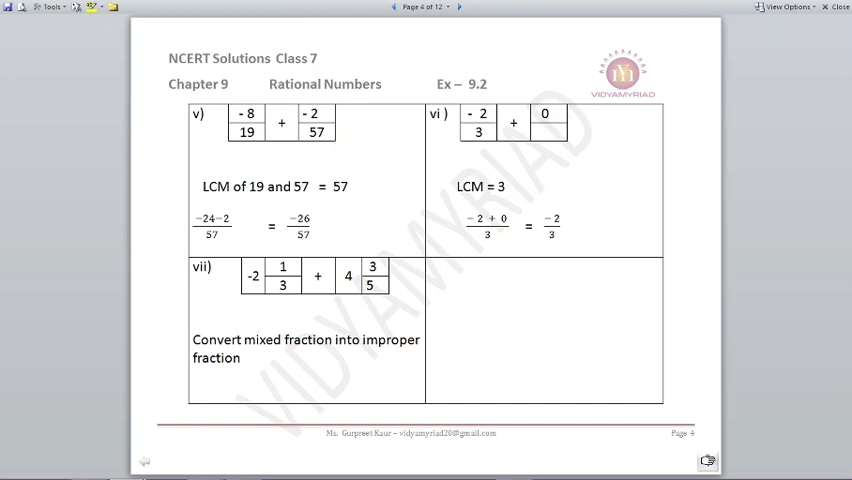 Tools
Page 4 of 12
View Options
Close
NCERT Solutions Class 7
Chapter 9 Rational Numbers Ex – 9.2
VIDYAMYRIAD
v) - 8 + - 2
19 57
LCM of 19 and 57 = 57
−24−2 = −26
57 57
vi ) - 2 + 0
3
LCM = 3
− 2 + 0 = − 2
3 3
vii) -2 1 + 4 3
3 5
Convert mixed fraction into improper
fraction
VIDYAMYRIAD
Ms. Gurpreet Kaur – vidyamyriad20@gmail.com Page 4